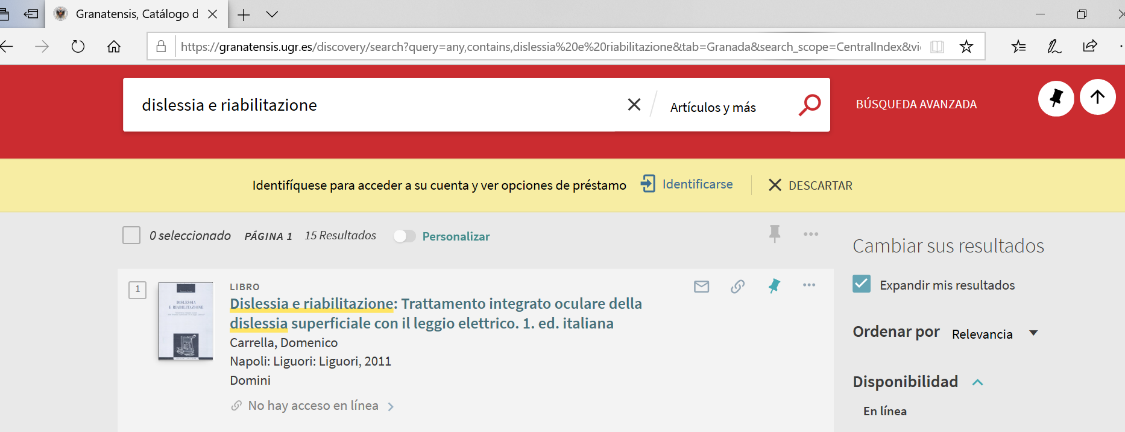 Granatensis, Catálogo d
https://granatensis.ugr.es/discovery/search?query=any,contains,dislessia%20e%20riabilitazione&tab=Granada&search_scope=CentralIndex&vi
dislessia e riabilitazione
Artículos y más
BÚSQUEDA AVANZADA
Identifíquese para acceder a su cuenta y ver opciones de préstamo
Identificarse
DESCARTAR
0 seleccionado PÁGINA 1 15 Resultados
Personalizar
Cambiar sus resultados
Expandir mis resultados
Ordenar por Relevancia
Disponibilidad
En línea
1
LIBRO
Dislessia e riabilitazione: Trattamento integrato oculare della
dislessia superficiale con il leggio elettrico. 1. ed. italiana
Carrella, Domenico
Napoli: Liguori: Liguori, 2011
Domini
No hay acceso en línea